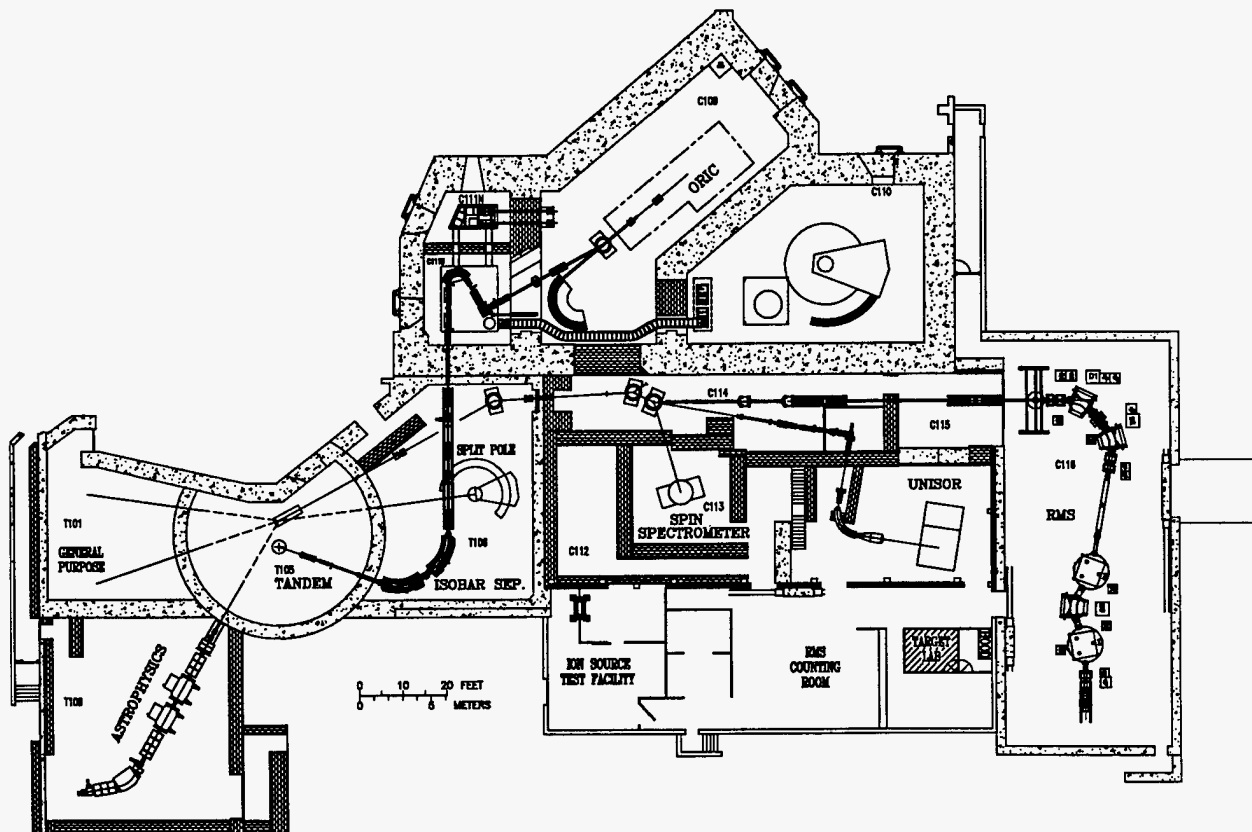 C109
ORIC
C110
C111N
C111S
C114
C115
C116
SPLIT POLE
UNISOR
C113
SPIN
SPECTROMETER
RMS
T101
GENERAL
PURPOSE
T106
C112
T105
TANDEM
ISOBAR SEP.
ION SOURCE
TEST FACILITY
RMS
COUNTING
ROOM
TARGET
LAB
ASTROPHYSICS
T109
0 10 20 FEET
0 5 METERS